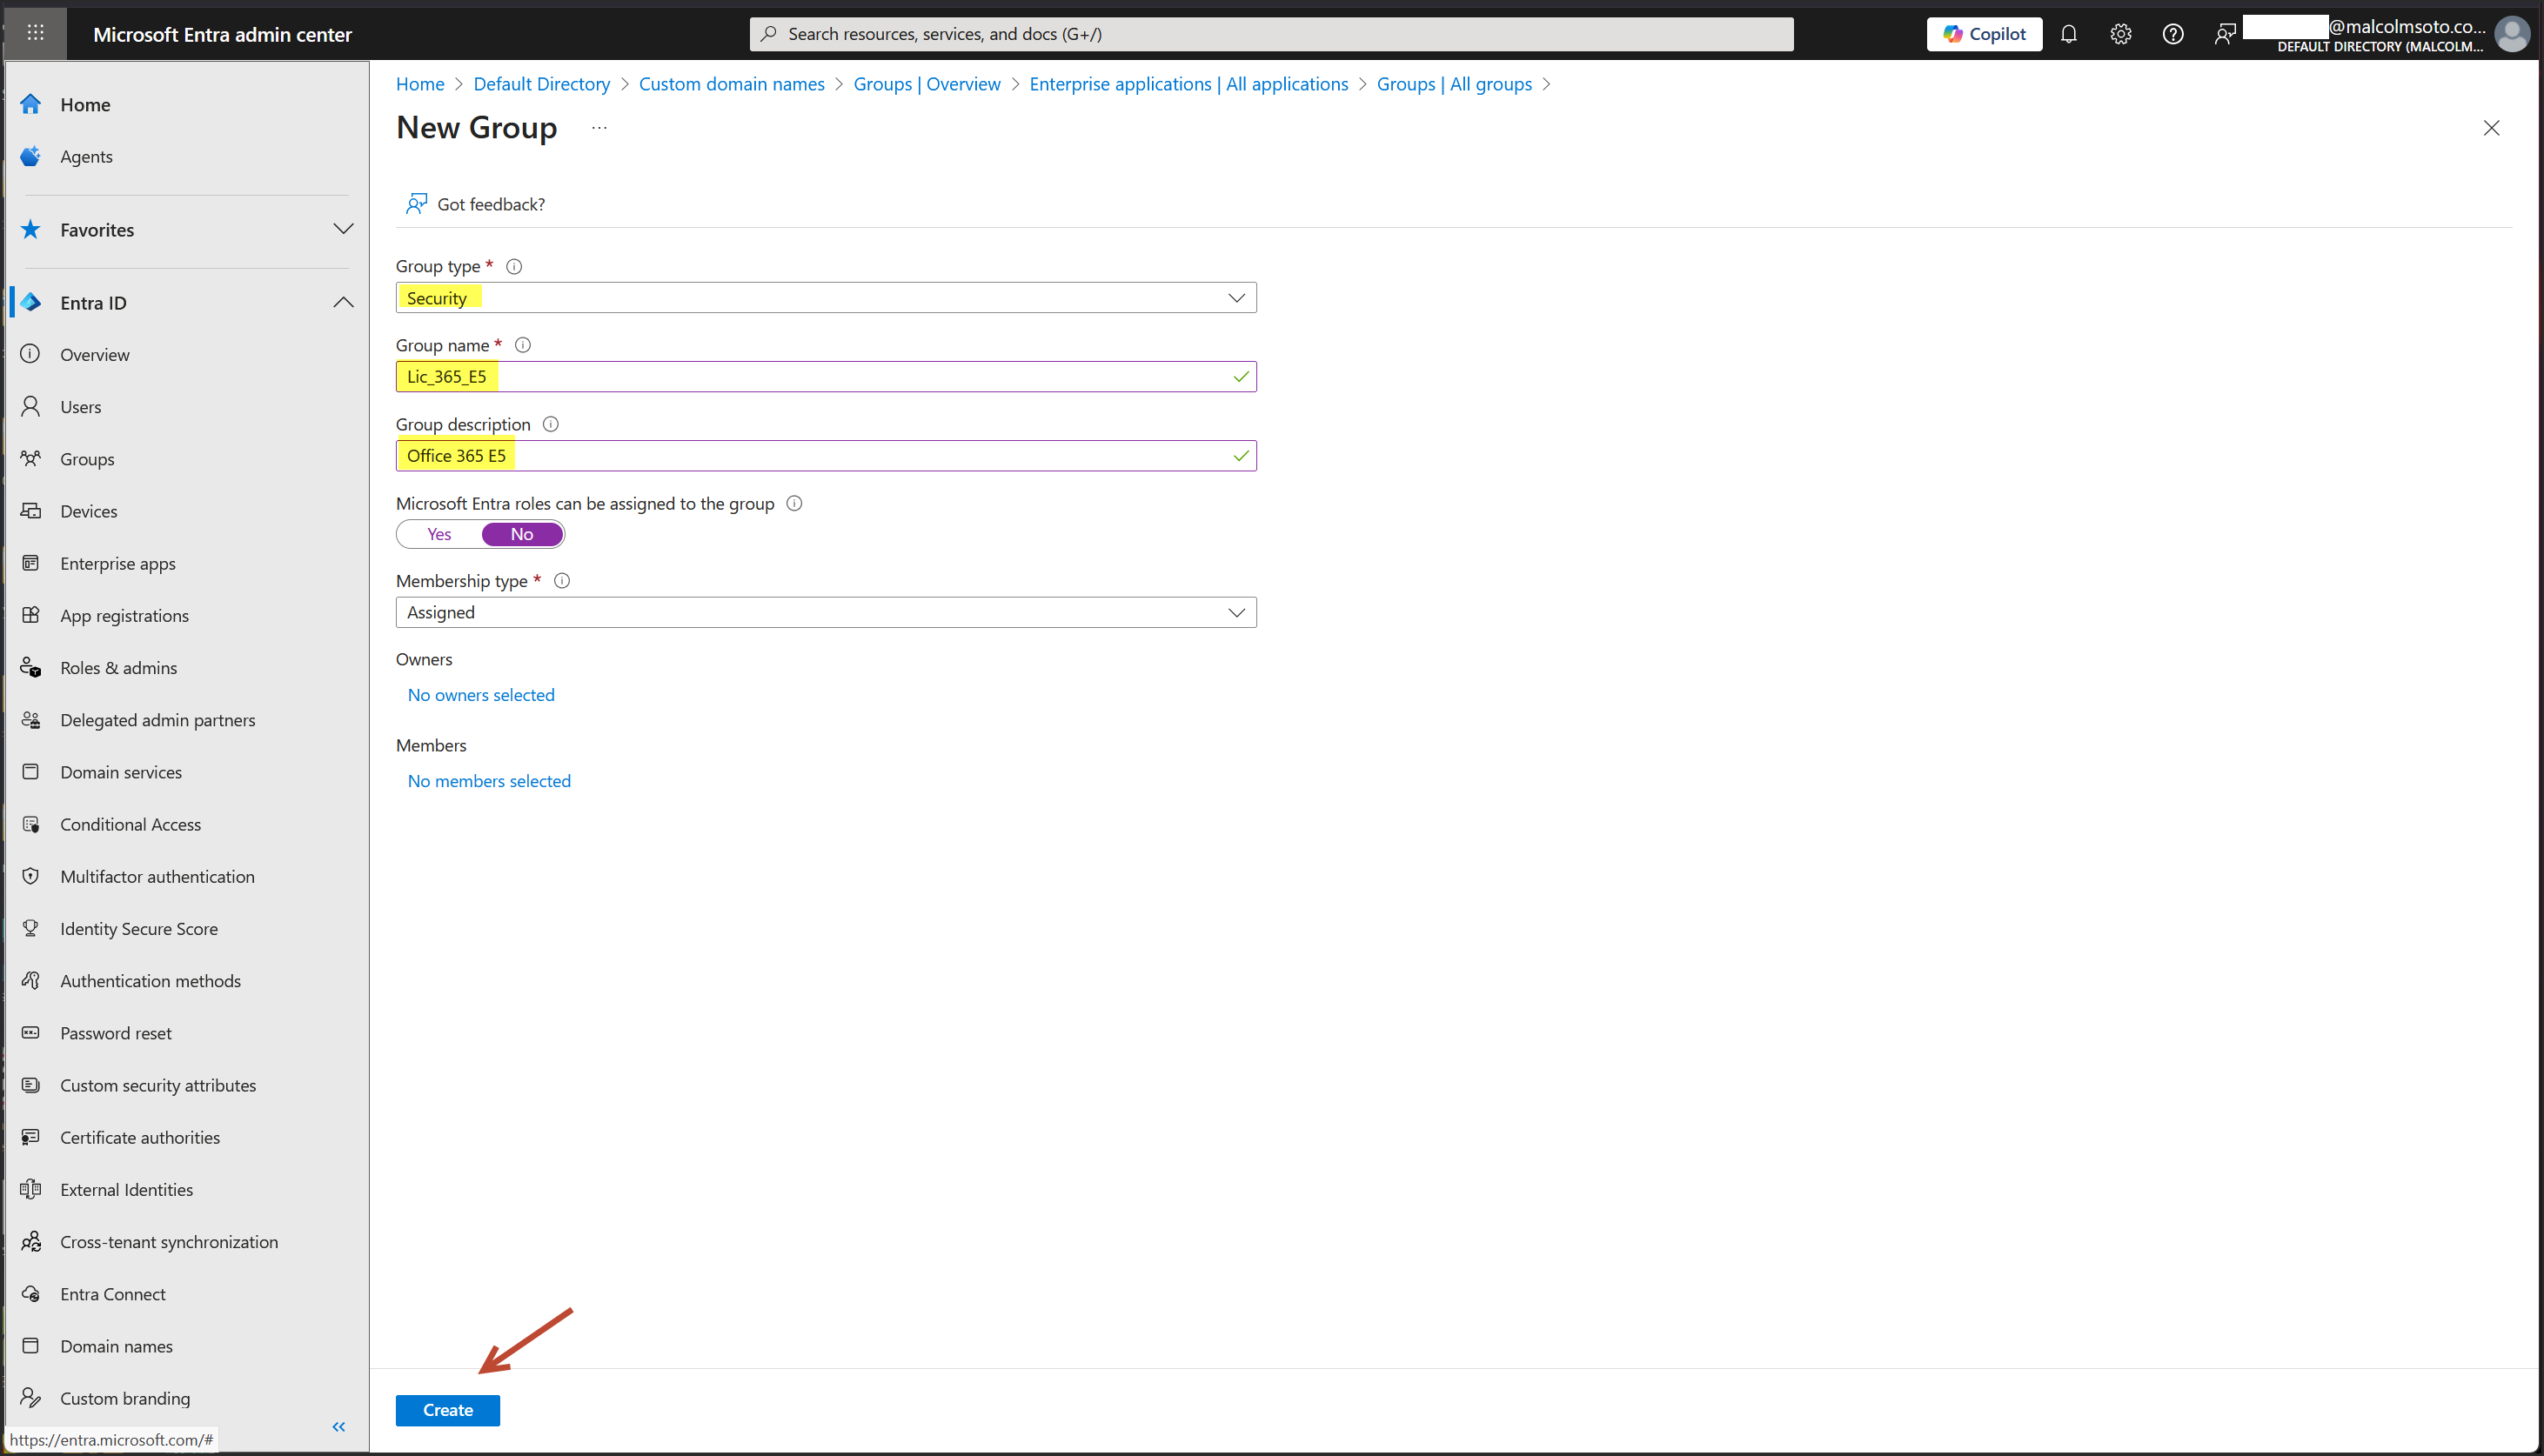 Microsoft Entra admin center
Search resources, services, and docs (G+/)
Copilot
@malcolmsoto.co...
DEFAULT DIRECTORY (MALCOLM...
Home
Agents
Favorites
Entra ID
Overview
Users
Groups
Devices
Enterprise apps
App registrations
Roles & admins
Delegated admin partners
Domain services
Conditional Access
Multifactor authentication
Identity Secure Score
Authentication methods
Password reset
Custom security attributes
Certificate authorities
External Identities
Cross-tenant synchronization
Entra Connect
Domain names
Custom branding
https://entra.microsoft.com/#
Home > Default Directory > Custom domain names > Groups | Overview > Enterprise applications | All applications > Groups | All groups >
New Group ...
Got feedback?
Group type *
Security
Group name *
Lic_365_E5
Group description
Office 365 E5
Microsoft Entra roles can be assigned to the group
Yes No
Membership type *
Assigned
Owners
No owners selected
Members
No members selected
Create